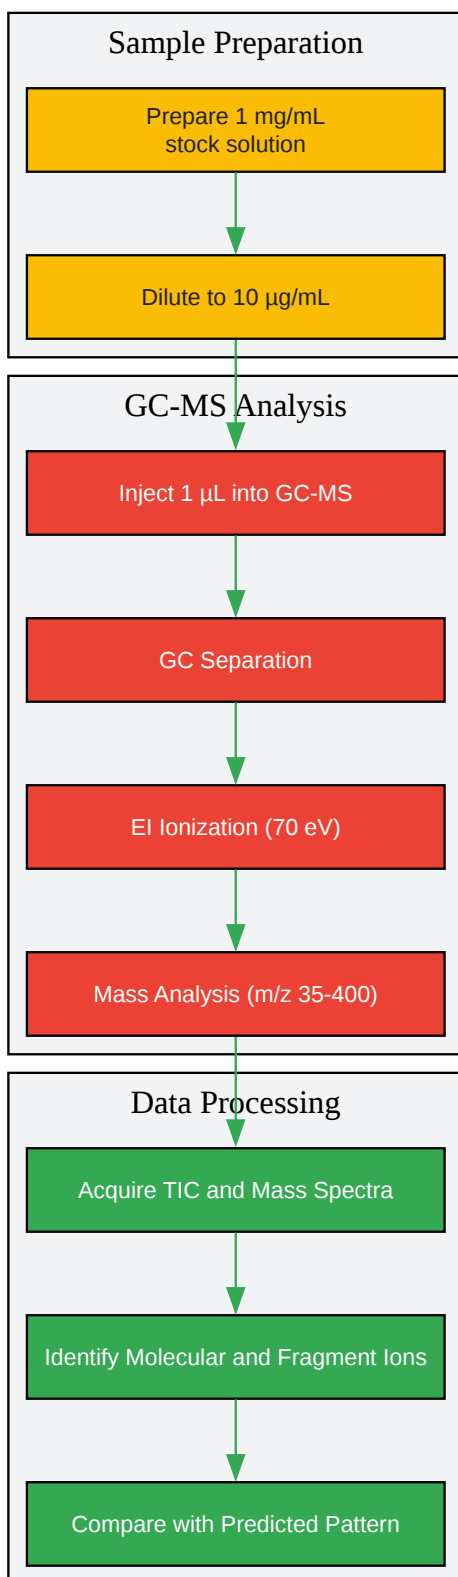 Sample Preparation
Prepare 1 mg/mL
stock solution
Dilute to 10 µg/mL
GC-MS Analysis
Inject 1 µL into GC-MS
GC Separation
EI Ionization (70 eV)
Mass Analysis (m/z 35-400)
Data Processing
Acquire TIC and Mass Spectra
Identify Molecular and Fragment Ions
Compare with Predicted Pattern